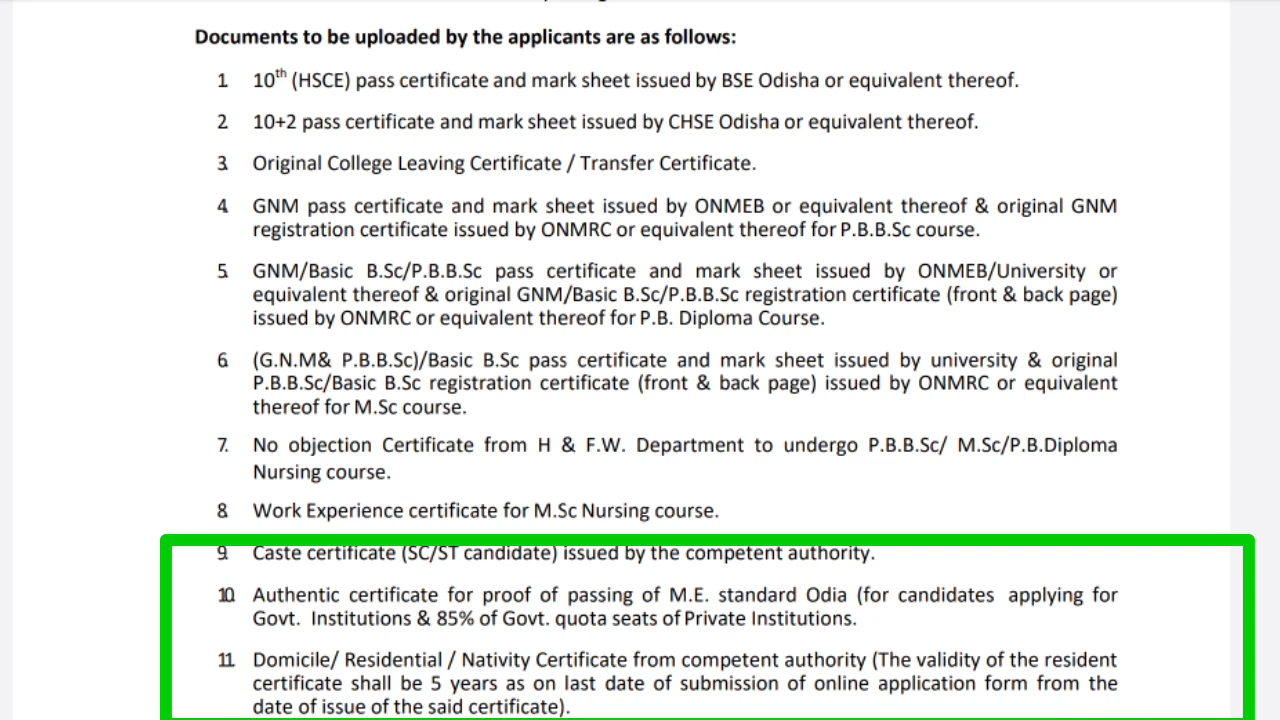 Documents to be uploaded by the applicants are as follows:
1 10th (HSCE) pass certificate and mark sheet issued by BSE Odisha or equivalent thereof.
2 10+2 pass certificate and mark sheet issued by CHSE Odisha or equivalent thereof.
3. Original College Leaving Certificate / Transfer Certificate.
4. GNM pass certificate and mark sheet issued by ONMEB or equivalent thereof & original GNM
registration certificate issued by ONMRC or equivalent thereof for P.B.B.Sc course.
5. GNM/Basic B.Sc/P.B.B.Sc pass certificate and mark sheet issued by ONMEB/University or
equivalent thereof & original GNM/Basic B.Sc/P.B.B.Sc registration certificate (front & back page)
issued by ONMRC or equivalent thereof for P.B. Diploma Course.
6. (G.N.M& P.B.B.Sc)/Basic B.Sc pass certificate and mark sheet issued by university & original
P.B.B.Sc/Basic B.Sc registration certificate (front & back page) issued by ONMRC or equivalent
thereof for M.Sc course.
7. No objection Certificate from H & F.W. Department to undergo P.B.B.Sc/ M.Sc/P.B.Diploma
Nursing course.
8. Work Experience certificate for M.Sc Nursing course.
9. Caste certificate (SC/ST candidate) issued by the competent authority.
10. Authentic certificate for proof of passing of M.E. standard Odia (for candidates applying for
Govt. Institutions & 85% of Govt. quota seats of Private Institutions.
11. Domicile/ Residential / Nativity Certificate from competent authority (The validity of the resident
certificate shall be 5 years as on last date of submission of online application form from the
date of issue of the said certificate).